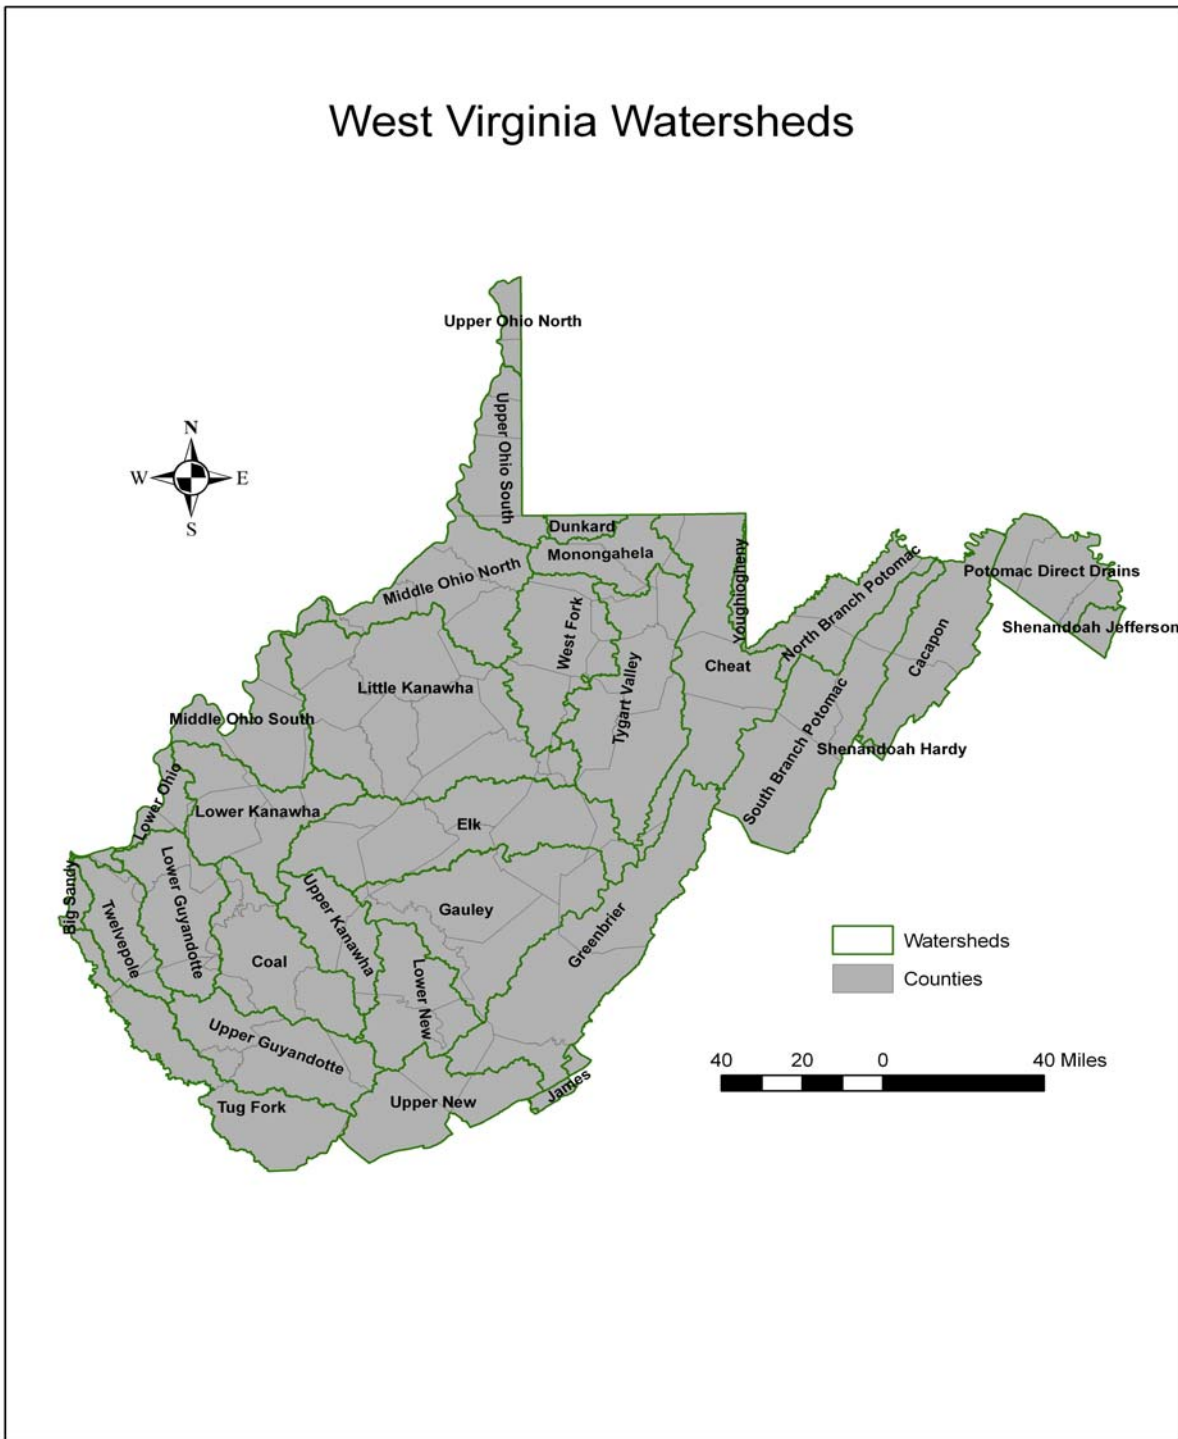 West Virginia Watersheds
Upper Ohio North
Upper Ohio South
N
W
E
S
Dunkard
Monongahela
Youghiogheny
Middle Ohio North
North Branch Potomac
Potomac Direct Drains
Shenandoah Jefferson
West Fork
Cacapon
Tygart Valley
Cheat
Little Kanawha
Middle Ohio South
South Branch Potomac
Shenandoah Hardy
Lower Ohio
Lower Kanawha
Elk
Big Sandy
Twelvepole
Lower Guyandotte
Upper Kanawha
Gauley
Greenbrier
Coal
Lower New
Watersheds
Counties
Upper Guyandotte
40 20 0 40 Miles
Tug Fork
Upper New
James